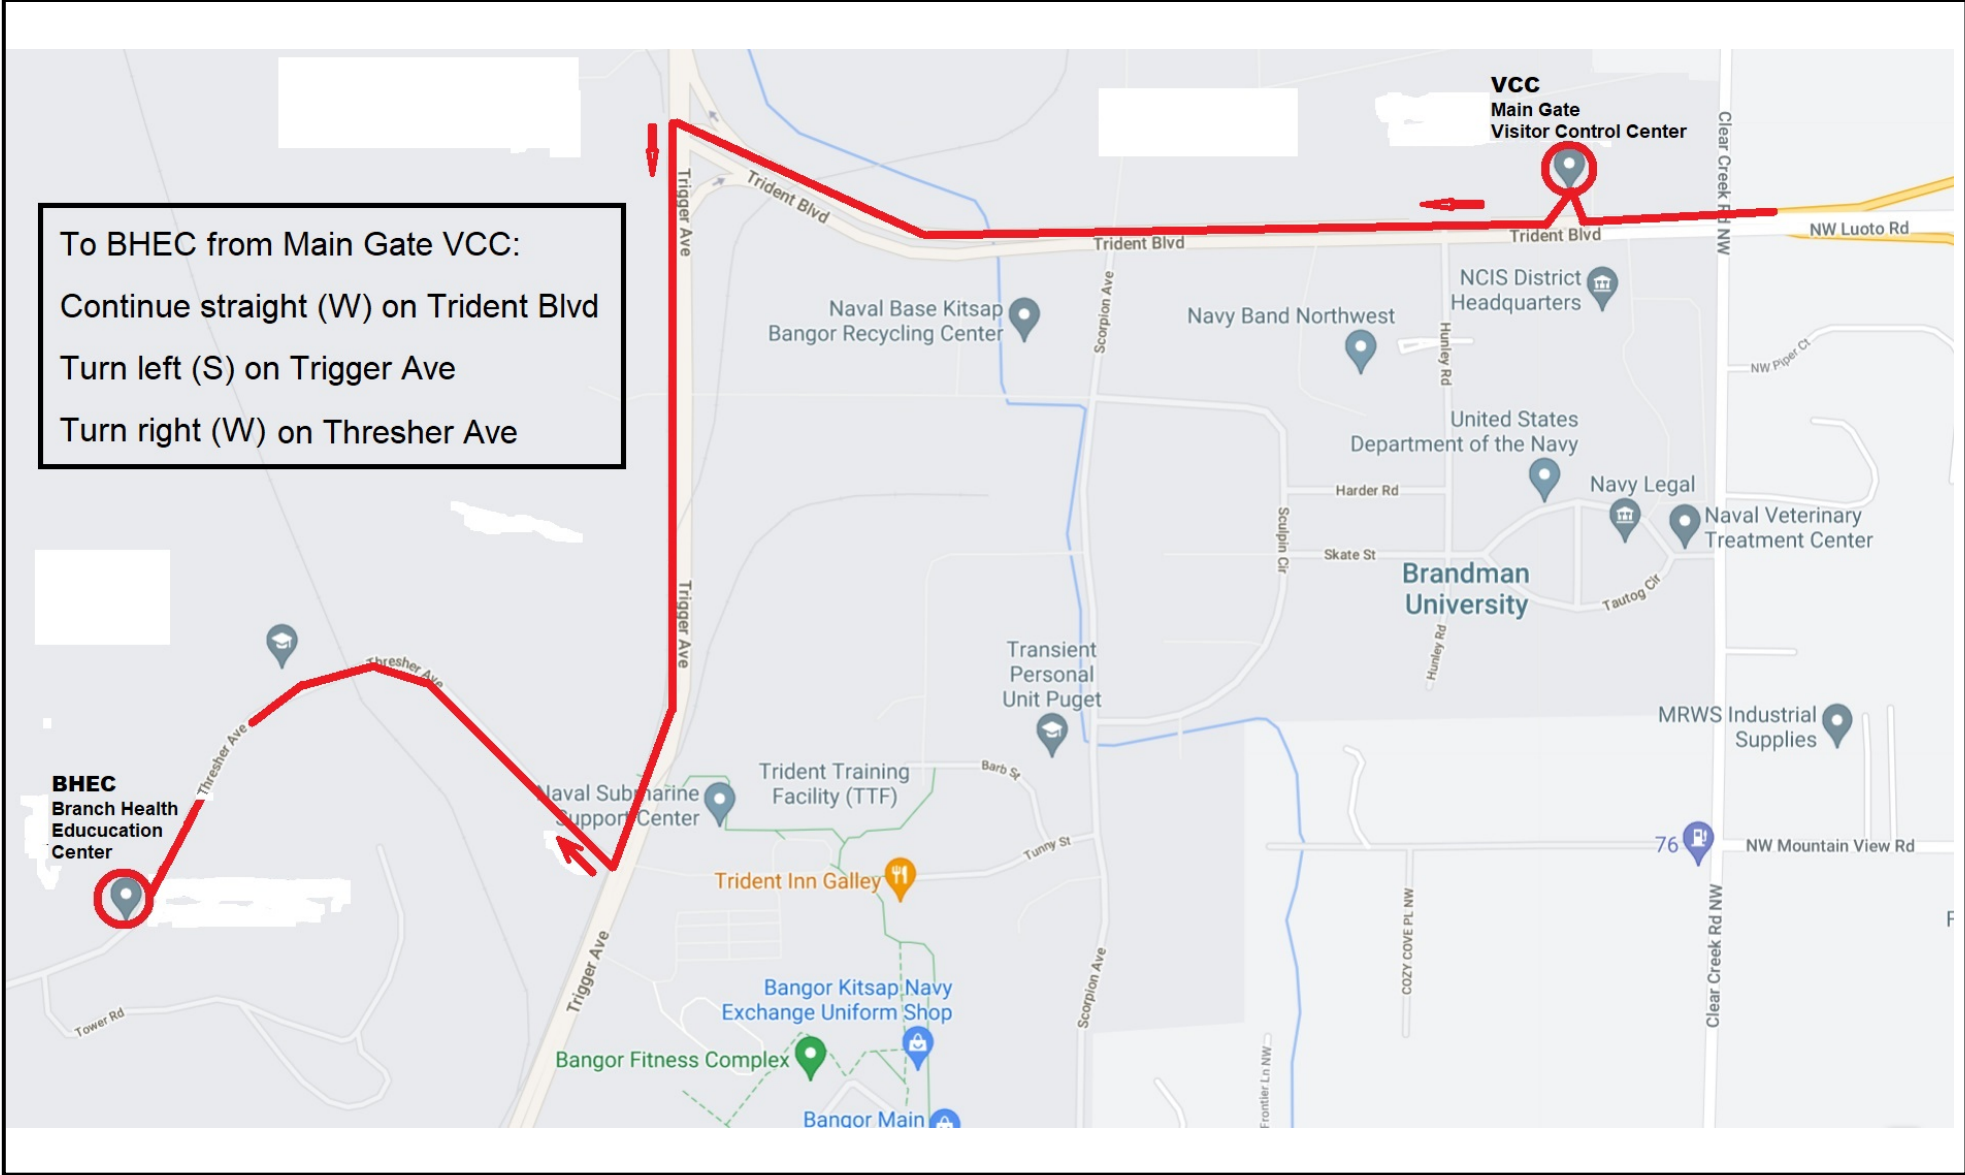 VCC
Main Gate
Visitor Control Center
Clear Creek Rd NW
Trigger Ave
Trident Blvd
Trident Blvd
Trident Blvd
NW Luoto Rd
To BHEC from Main Gate VCC:
Continue straight (W) on Trident Blvd
Turn left (S) on Trigger Ave
Turn right (W) on Thresher Ave
NCIS District
Headquarters
Naval Base Kitsap
Bangor Recycling Center
Scorpion Ave
Navy Band Northwest
Hunley Rd
NW Piper Ct
United States
Department of the Navy
Harder Rd
Navy Legal
Naval Veterinary
Treatment Center
Sculpin Cir
Skate St
Brandman
University
Tautog Cir
Trigger Ave
Hunley Rd
Thresher Ave
Transient
Personal
Unit Puget
MRWS Industrial
Supplies
Thresher Ave
BHEC
Branch Health
Educucation
Center
Naval Submarine
Support Center
Trident Training
Facility (TTF)
Barb St
Tunny St
76
NW Mountain View Rd
Trident Inn Galley
COZY COVE PL NW
Clear Creek Rd NW
F
Trigger Ave
Scorpion Ave
Tower Rd
Bangor Kitsap Navy
Exchange Uniform Shop
Bangor Fitness Complex
Frontier Ln NW
Bangor Main